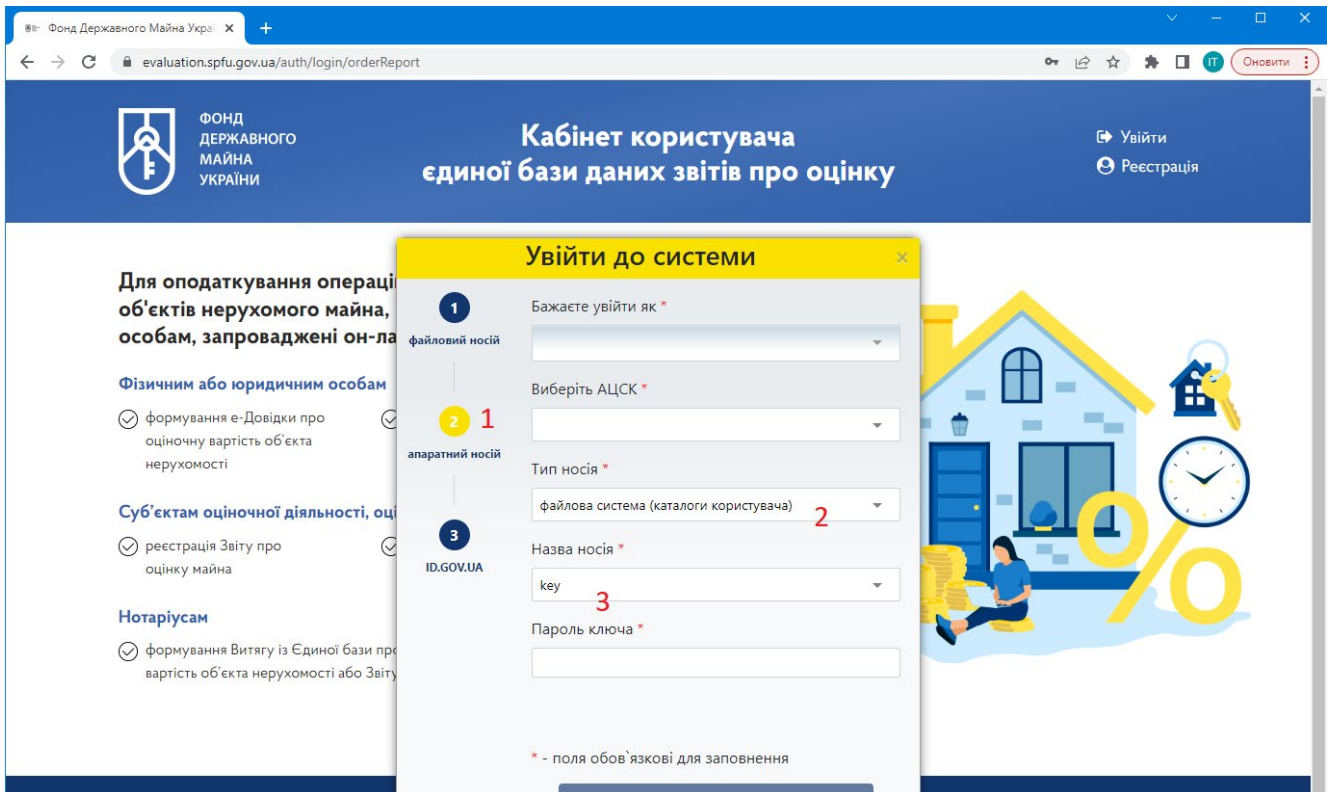 Фонд Державного Майна Украї
evaluation.spfu.gov.ua/auth/login/orderReport
ІТ
Оновити
ФОНД
ДЕРЖАВНОГО
МАЙНА
УКРАЇНИ
Кабінет користувача
єдиної бази даних звітів про оцінку
Увійти
Реєстрація
Для оподаткування операці
об'єктів нерухомого майна,
особам, запроваджені он-ла
Фізичним або юридичним особам
формування е-Довідки про
оціночну вартість об'єкта
нерухомості
Суб'єктам оціночної діяльності, оці
реєстрація Звіту про
оцінку майна
Нотаріусам
формування Витягу із Єдиної бази про
вартість об'єкта нерухомості або Звіту
Увійти до системи
1
файловий носій
2
1
апаратний носій
3
ID.GOV.UA
Бажаєте увійти як *
Виберіть АЦСК *
Тип носія *
файлова система (каталоги користувача)
2
Назва носія *
key
3
Пароль ключа *
* - поля обов`язкові для заповнення
%